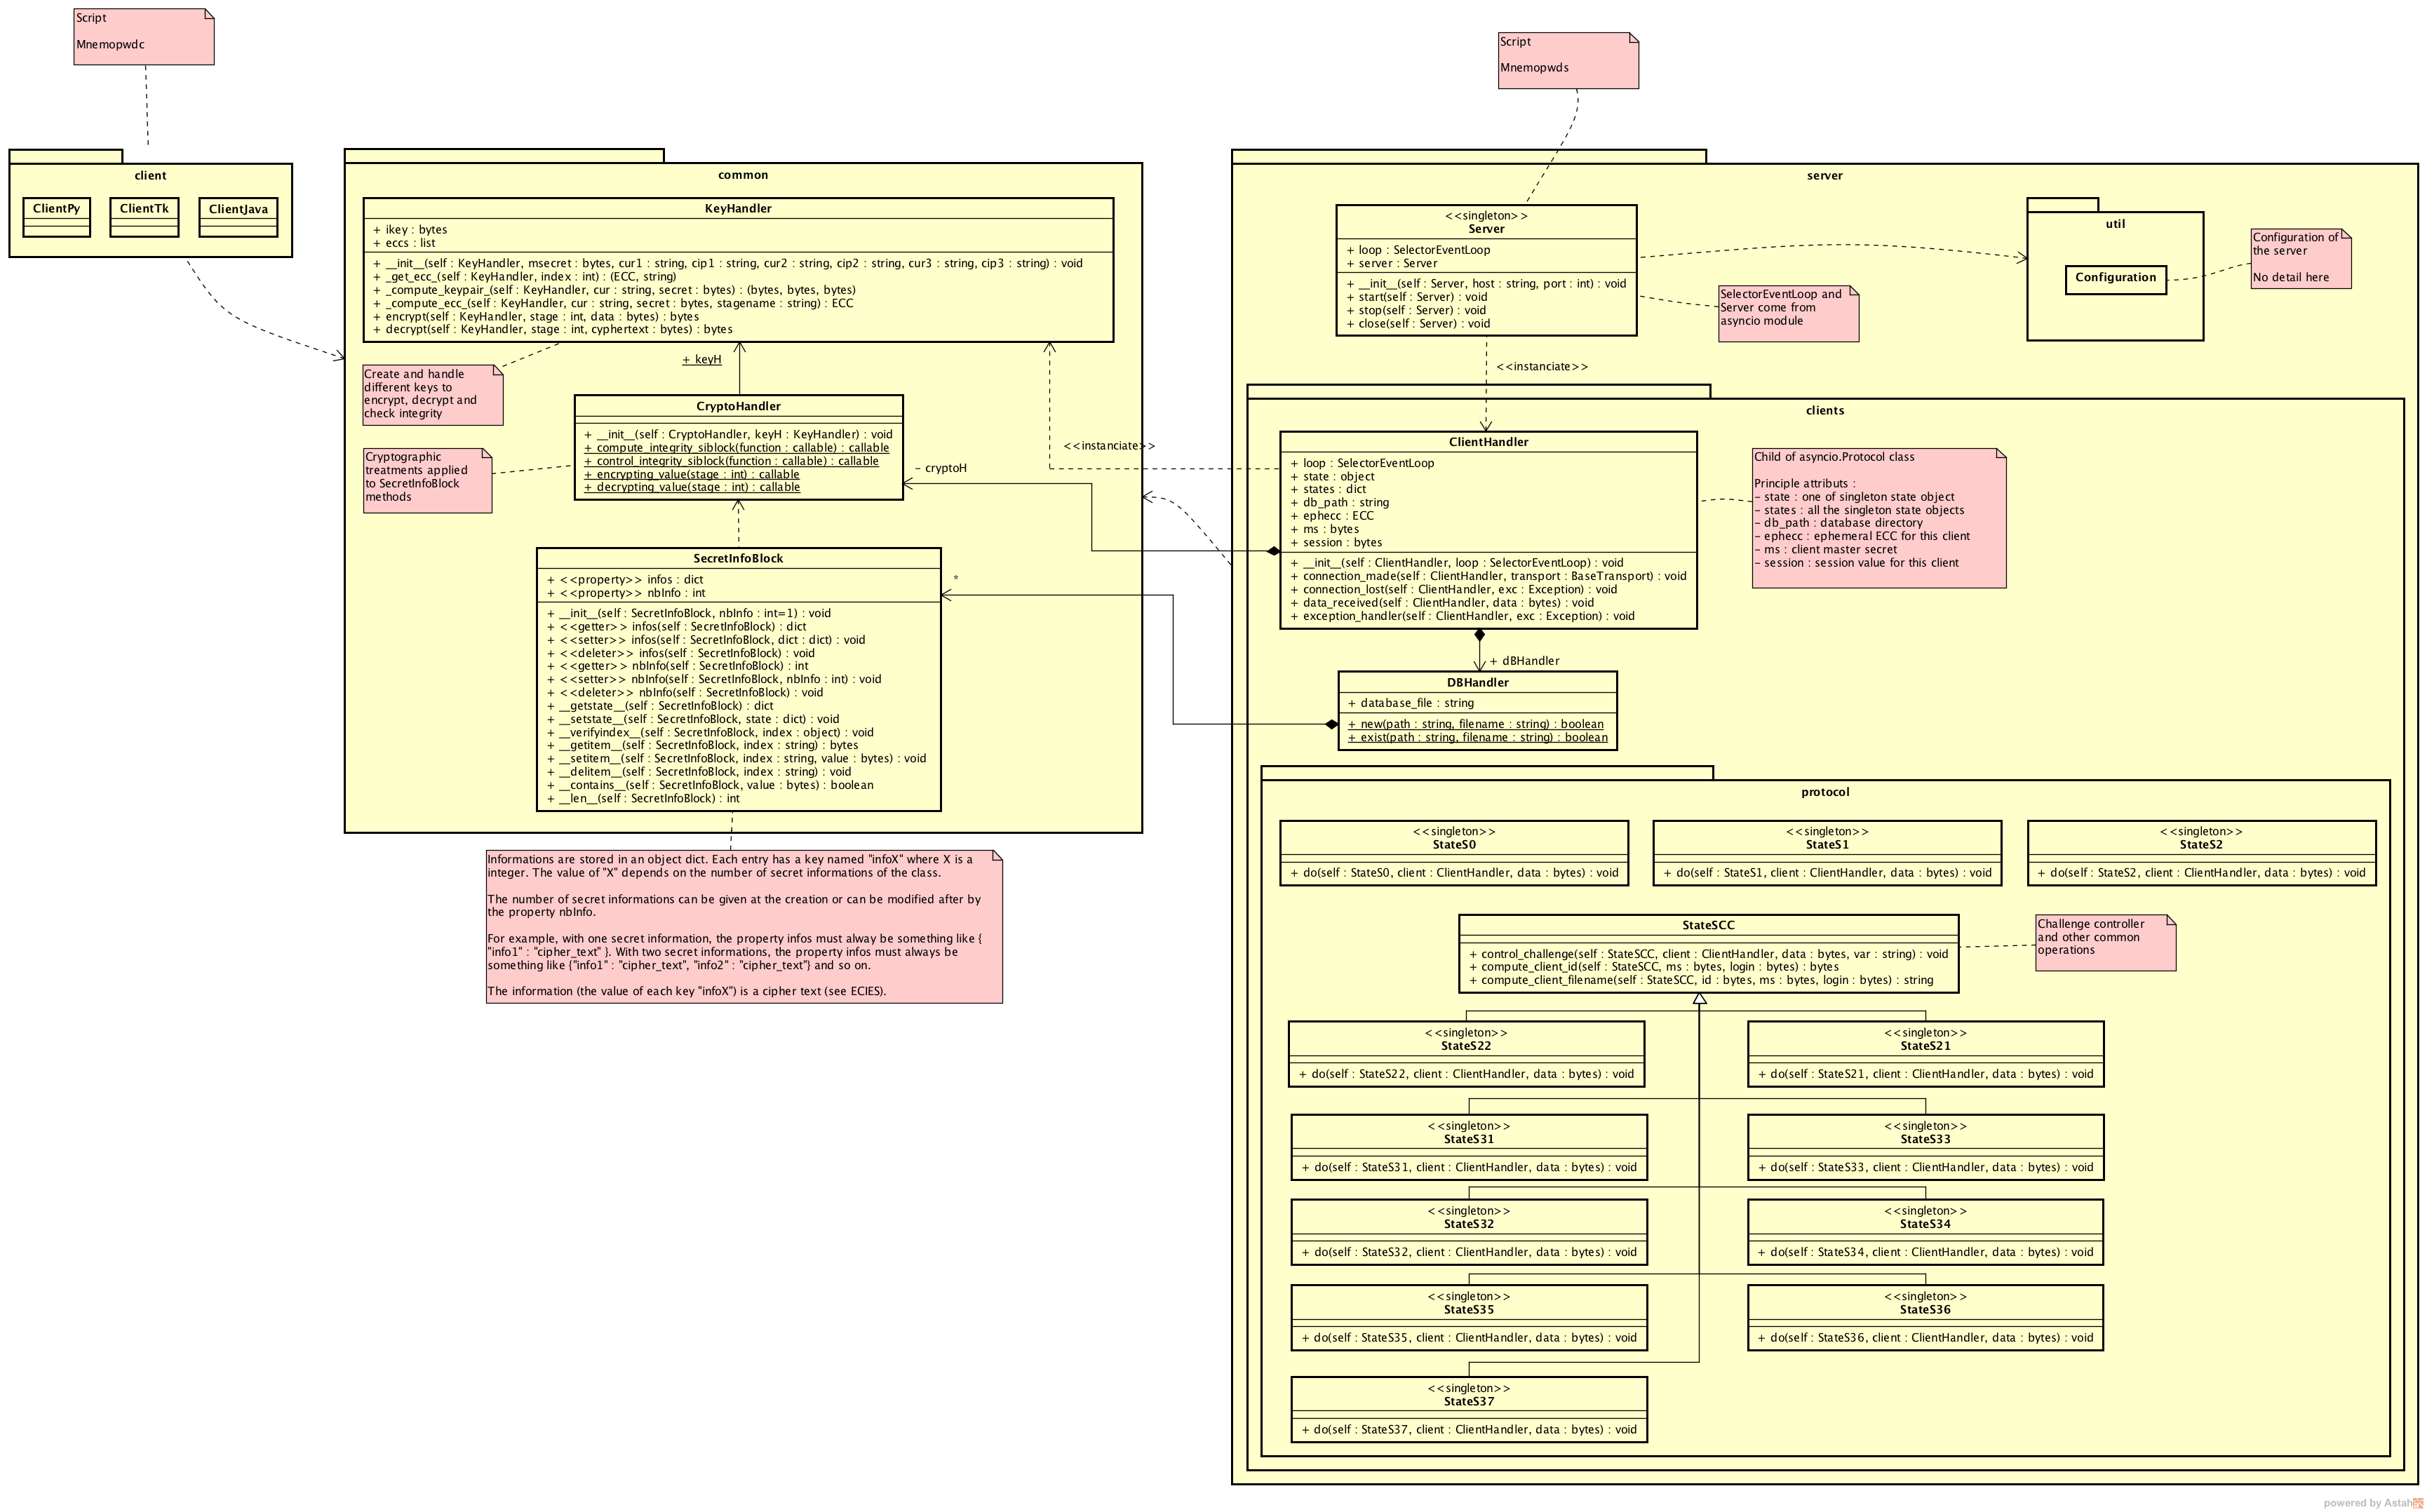 Script
Mnemopwdc
client
ClientPy
ClientTk
ClientJava
common
KeyHandler
+ ikey : bytes
+ eccs : list
+ __init__(self : KeyHandler, msecret : bytes, cur1 : string, cip1 : string, cur2 : string, cip2 : string, cur3 : string, cip3 : string) : void
+ _get_ecc_(self : KeyHandler, index : int) : (ECC, string)
+ _compute_keypair_(self : KeyHandler, cur : string, secret : bytes) : (bytes, bytes, bytes)
+ _compute_ecc_(self : KeyHandler, cur : string, secret : bytes, stagename : string) : ECC
+ encrypt(self : KeyHandler, stage : int, data : bytes) : bytes
+ decrypt(self : KeyHandler, stage : int, cyphertext : bytes) : bytes
Create and handle
different keys to
encrypt, decrypt and
check integrity
+ keyH
CryptoHandler
+ __init__(self : CryptoHandler, keyH : KeyHandler) : void
+ compute_integrity_siblock(function : callable) : callable
+ control_integrity_siblock(function : callable) : callable
+ encrypting_value(stage : int) : callable
+ decrypting_value(stage : int) : callable
Cryptographic
treatments applied
to SecretInfoBlock
methods
<<instanciate>>
- cryptoH
SecretInfoBlock
+ <<property>> infos : dict
+ <<property>> nbInfo : int
+ __init__(self : SecretInfoBlock, nbInfo : int=1) : void
+ <<getter>> infos(self : SecretInfoBlock) : dict
+ <<setter>> infos(self : SecretInfoBlock, dict : dict) : void
+ <<deleter>> infos(self : SecretInfoBlock) : void
+ <<getter>> nbInfo(self : SecretInfoBlock) : int
+ <<setter>> nbInfo(self : SecretInfoBlock, nbInfo : int) : void
+ <<deleter>> nbInfo(self : SecretInfoBlock) : void
+ __getstate__(self : SecretInfoBlock) : dict
+ __setstate__(self : SecretInfoBlock, state : dict) : void
+ __verifyindex__(self : SecretInfoBlock, index : object) : void
+ __getitem__(self : SecretInfoBlock, index : string) : bytes
+ __setitem__(self : SecretInfoBlock, index : string, value : bytes) : void
+ __delitem__(self : SecretInfoBlock, index : string) : void
+ __contains__(self : SecretInfoBlock, value : bytes) : boolean
+ __len__(self : SecretInfoBlock) : int
*
Informations are stored in an object dict. Each entry has a key named "infoX" where X is a
integer. The value of "X" depends on the number of secret informations of the class.
The number of secret informations can be given at the creation or can be modified after by
the property nbInfo.
For example, with one secret information, the property infos must alway be something like {
"info1" : "cipher_text" }. With two secret informations, the property infos must always be
something like {"info1" : "cipher_text", "info2" : "cipher_text"} and so on.
The information (the value of each key "infoX") is a cipher text (see ECIES).
Script
Mnemopwds
server
<<singleton>>
Server
+ loop : SelectorEventLoop
+ server : Server
+ __init__(self : Server, host : string, port : int) : void
+ start(self : Server) : void
+ stop(self : Server) : void
+ close(self : Server) : void
SelectorEventLoop and
Server come from
asyncio module
util
Configuration
Configuration of
the server
No detail here
<<instanciate>>
clients
ClientHandler
+ loop : SelectorEventLoop
+ state : object
+ states : dict
+ db_path : string
+ ephecc : ECC
+ ms : bytes
+ session : bytes
+ __init__(self : ClientHandler, loop : SelectorEventLoop) : void
+ connection_made(self : ClientHandler, transport : BaseTransport) : void
+ connection_lost(self : ClientHandler, exc : Exception) : void
+ data_received(self : ClientHandler, data : bytes) : void
+ exception_handler(self : ClientHandler, exc : Exception) : void
Child of asyncio.Protocol class
Principle attributs :
- state : one of singleton state object
- states : all the singleton state objects
- db_path : database directory
- ephecc : ephemeral ECC for this client
- ms : client master secret
- session : session value for this client
+ dBHandler
DBHandler
+ database_file : string
+ new(path : string, filename : string) : boolean
+ exist(path : string, filename : string) : boolean
protocol
<<singleton>>
StateS0
+ do(self : StateS0, client : ClientHandler, data : bytes) : void
<<singleton>>
StateS1
+ do(self : StateS1, client : ClientHandler, data : bytes) : void
<<singleton>>
StateS2
+ do(self : StateS2, client : ClientHandler, data : bytes) : void
StateSCC
+ control_challenge(self : StateSCC, client : ClientHandler, data : bytes, var : string) : void
+ compute_client_id(self : StateSCC, ms : bytes, login : bytes) : bytes
+ compute_client_filename(self : StateSCC, id : bytes, ms : bytes, login : bytes) : string
Challenge controller
and other common
operations
<<singleton>>
StateS22
+ do(self : StateS22, client : ClientHandler, data : bytes) : void
<<singleton>>
StateS21
+ do(self : StateS21, client : ClientHandler, data : bytes) : void
<<singleton>>
StateS31
+ do(self : StateS31, client : ClientHandler, data : bytes) : void
<<singleton>>
StateS33
+ do(self : StateS33, client : ClientHandler, data : bytes) : void
<<singleton>>
StateS32
+ do(self : StateS32, client : ClientHandler, data : bytes) : void
<<singleton>>
StateS34
+ do(self : StateS34, client : ClientHandler, data : bytes) : void
<<singleton>>
StateS35
+ do(self : StateS35, client : ClientHandler, data : bytes) : void
<<singleton>>
StateS36
+ do(self : StateS36, client : ClientHandler, data : bytes) : void
<<singleton>>
StateS37
+ do(self : StateS37, client : ClientHandler, data : bytes) : void
powered by Astah